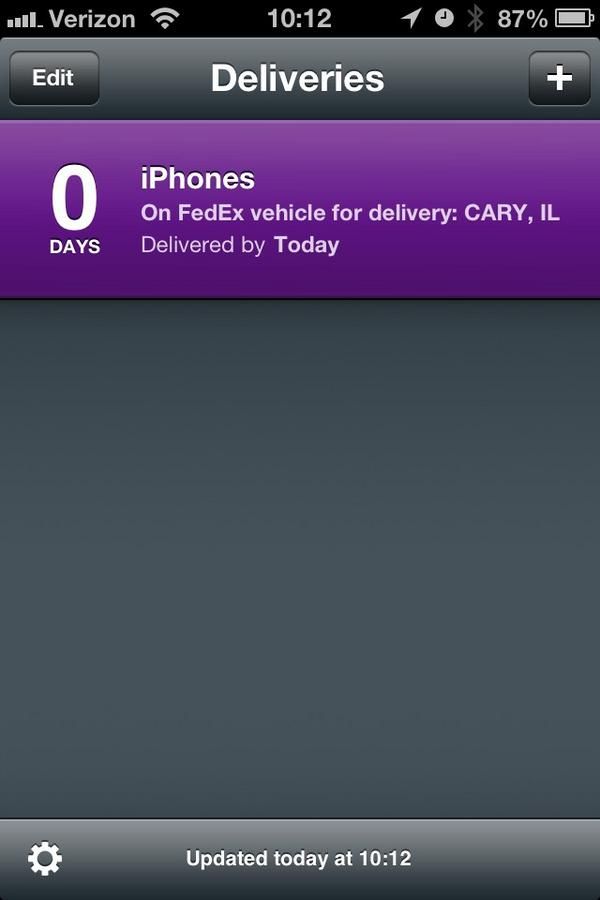 Verizon 10:12 87%
Edit Deliveries +
0
DAYS
iPhones
On FedEx vehicle for delivery: CARY, IL
Delivered by Today
Updated today at 10:12